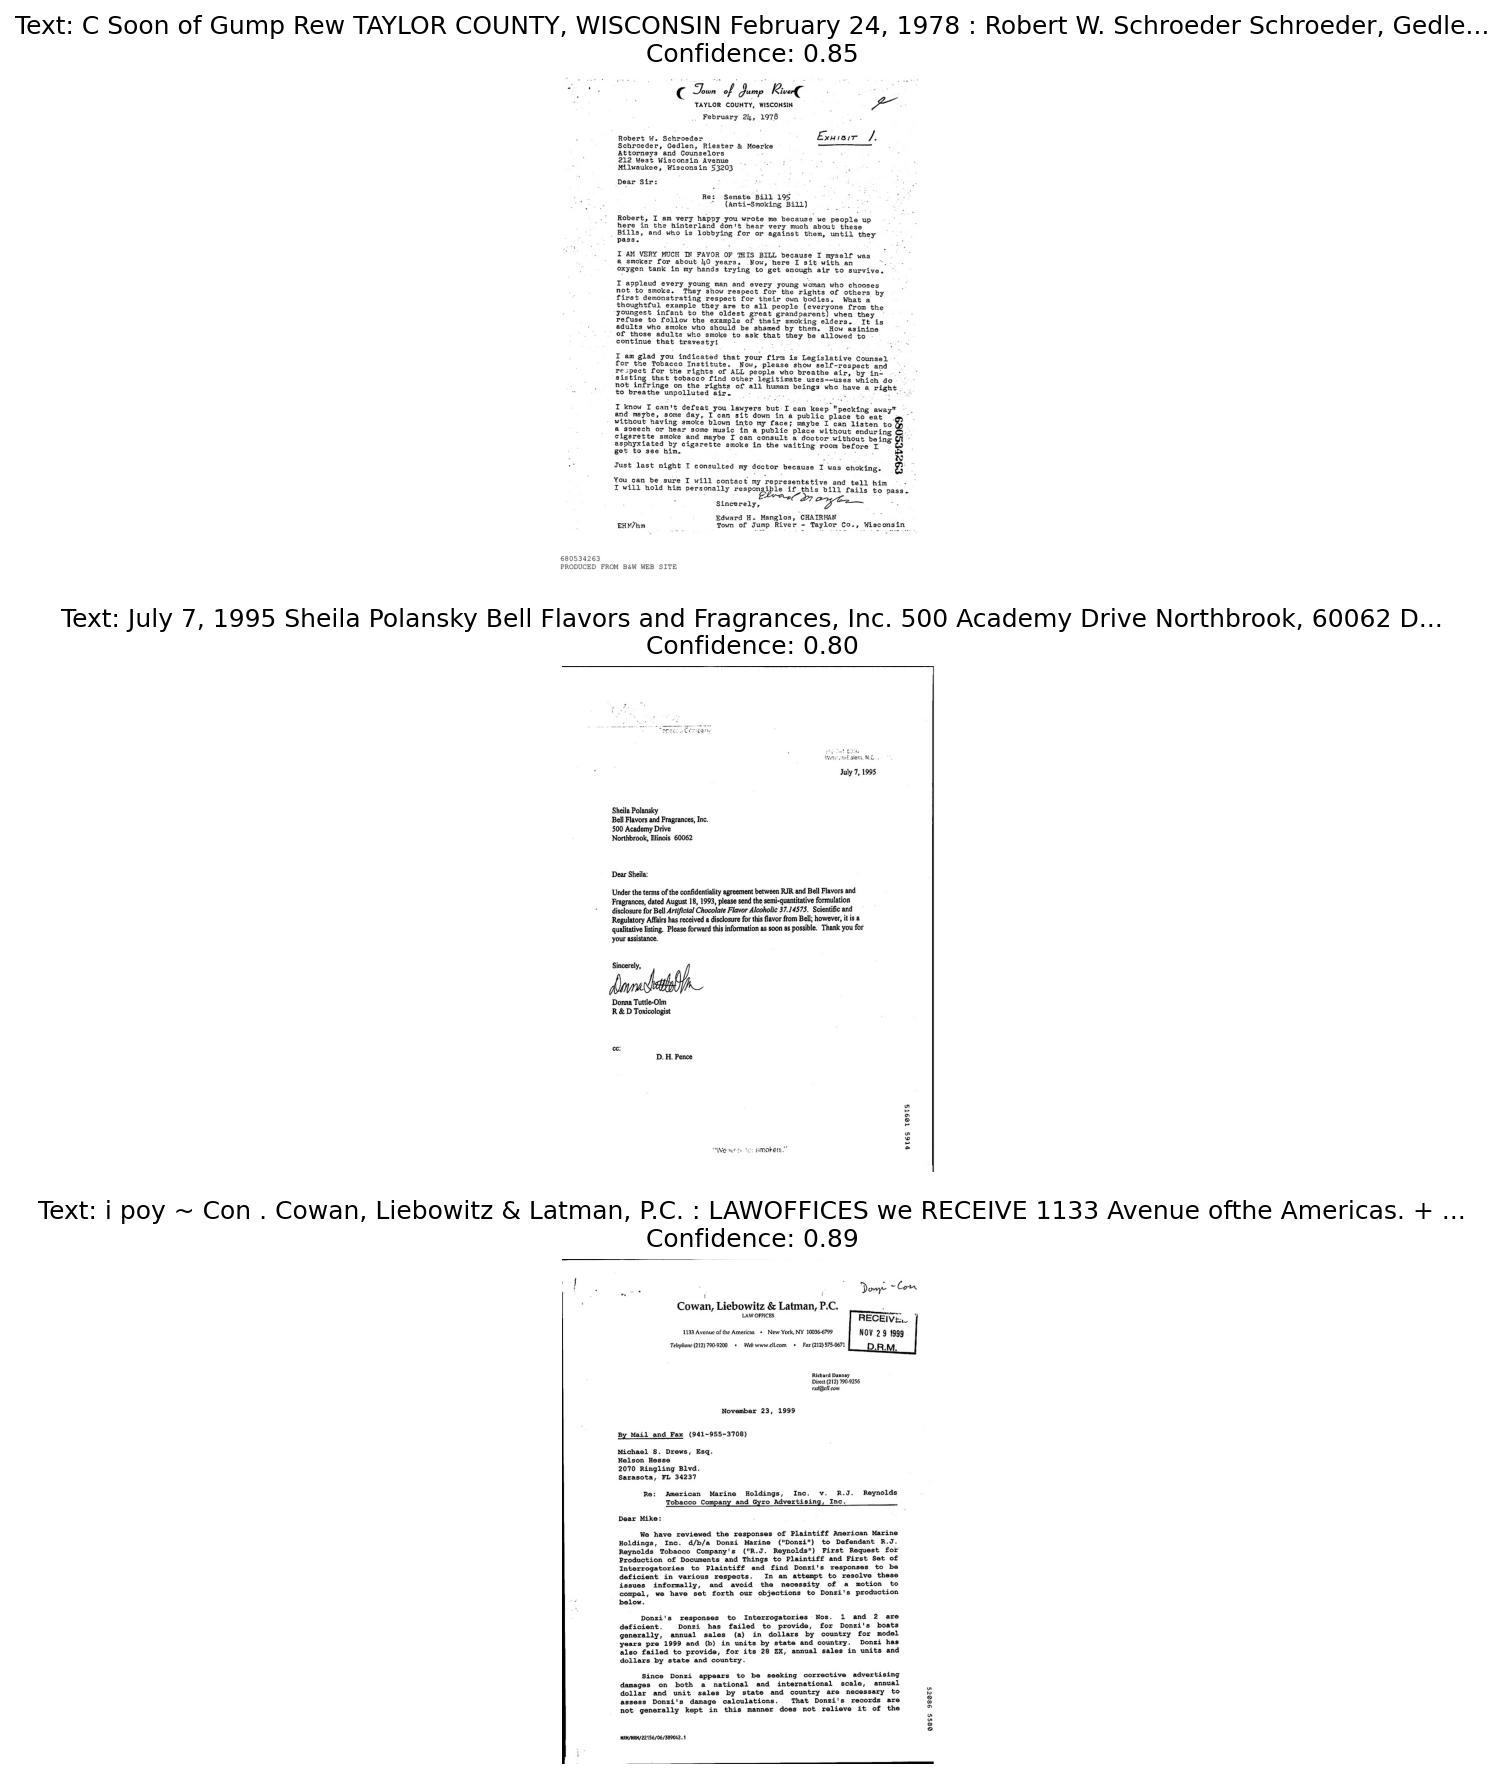 Text: C Soon of Gump Rew TAYLOR COUNTY, WISCONSIN February 24, 1978 : Robert W. Schroeder Schroeder, Gedle...
Confidence: 0.85
Town of Jump River
TAYLOR COUNTY, WISCONSIN
February 24, 1978
EXHIBIT 1.
Robert W. Schroeder
Schroeder, Gedlen, Riester & Moerke
Attorneys and Counselors
212 West Wisconsin Avenue
Milwaukee, Wisconsin 53203
Dear Sir:
Re: Senate Bill 195
(Anti-Smoking Bill)
Robert, I am very happy you wrote me because we people up
here in the hinterland don't hear very much about these
Bills, and who is lobbying for or against them, until they
pass.
I AM VERY MUCH IN FAVOR OF THIS BILL because I myself was
a smoker for about 40 years. Now, here I sit with an
oxygen tank in my hands trying to get enough air to survive.
I applaud every young man and every young woman who chooses
not to smoke. They show respect for the rights of others by
first demonstrating respect for their own bodies. What a
thoughtful example they are to all people (everyone from the
youngest infant to the oldest great grandparent) when they
refuse to follow the example of their smoking elders. It is
adults who smoke who should be shamed by them. How asinine
of those adults who smoke to ask that they be allowed to
continue that travesty!
I am glad you indicated that your firm is Legislative Counsel
for the Tobacco Institute. Now, please show self-respect and
respect for the rights of ALL people who breathe air, by in-
sisting that tobacco find other legitimate uses--uses which do
not infringe on the rights of all human beings who have a right
to breathe unpolluted air.
I know I can't defeat you lawyers but I can keep "pecking away"
and maybe, some day, I can sit down in a public place to eat
without having smoke blown into my face; maybe I can listen to
a speech or hear some music in a public place without enduring
cigarette smoke and maybe I can consult a doctor without being
asphyxiated by cigarette smoke in the waiting room before I
get to see him.
Just last night I consulted my doctor because I was choking.
You can be sure I will contact my representative and tell him
I will hold him personally responsible if this bill fails to pass.
Sincerely,
Edward H. Manglos, CHAIRMAN
EHM/hm Town of Jump River - Taylor Co., Wisconsin
680534263
680534263
PRODUCED FROM B&W WEB SITE
Text: July 7, 1995 Sheila Polansky Bell Flavors and Fragrances, Inc. 500 Academy Drive Northbrook, 60062 D...
Confidence: 0.80
Company
July 7, 1995
Sheila Polansky
Bell Flavors and Fragrances, Inc.
500 Academy Drive
Northbrook, Illinois 60062
Dear Sheila:
Under the terms of the confidentiality agreement between RJR and Bell Flavors and
Fragrances, dated August 18, 1993, please send the semi-quantitative formulation
disclosure for Bell Artificial Chocolate Flavor Alcoholic 37.14575. Scientific and
Regulatory Affairs has received a disclosure for this flavor from Bell; however, it is a
qualitative listing. Please forward this information as soon as possible. Thank you for
your assistance.
Sincerely,
Donna Tuttle-Olm
Donna Tuttle-Olm
R & D Toxicologist
cc:
D. H. Pence
51601 5914
"We smokers."
Text: i poy ~ Con . Cowan, Liebowitz & Latman, P.C. : LAWOFFICES we RECEIVE 1133 Avenue ofthe Americas. + ...
Confidence: 0.89
Donzi-Con
Cowan, Liebowitz & Latman, P.C.
LAW OFFICES
1133 Avenue of the Americas • New York, NY 10036-6799
Telephone (212) 790-9200 • Web www.cll.com • Fax (212) 575-0671
RECEIVED
NOV 29 1999
D.R.M.
Richard Dannay
Direct (212) 790-9256
rxd@cll.com
November 23, 1999
By Mail and Fax (941-955-3708)
Michael S. Drews, Esq.
Nelson Hesse
2070 Ringling Blvd.
Sarasota, FL 34237
Re: American Marine Holdings, Inc. v. R.J. Reynolds
Tobacco Company and Gyro Advertising, Inc.
Dear Mike:
We have reviewed the responses of Plaintiff American Marine
Holdings, Inc. d/b/a Donzi Marine ("Donzi") to Defendant R.J.
Reynolds Tobacco Company's ("R.J. Reynolds") First Request for
Production of Documents and Things to Plaintiff and First Set of
Interrogatories to Plaintiff and find Donzi's responses to be
deficient in various respects. In an attempt to resolve these
issues informally, and avoid the necessity of a motion to
compel, we have set forth our objections to Donzi's production
below.
Donzi's responses to Interrogatories Nos. 1 and 2 are
deficient. Donzi has failed to provide, for Donzi's boats
generally, annual sales (a) in dollars by country for model
years pre 1999 and (b) in units by state and country. Donzi has
also failed to provide, for its 28 ZX, annual sales in units and
dollars by state and country.
Since Donzi appears to be seeking corrective advertising
damages on both a national and international scale, annual
dollar and unit sales by state and country are necessary to
assess Donzi's damage calculations. That Donzi's records are
not generally kept in this manner does not relieve it of the
52086 5580